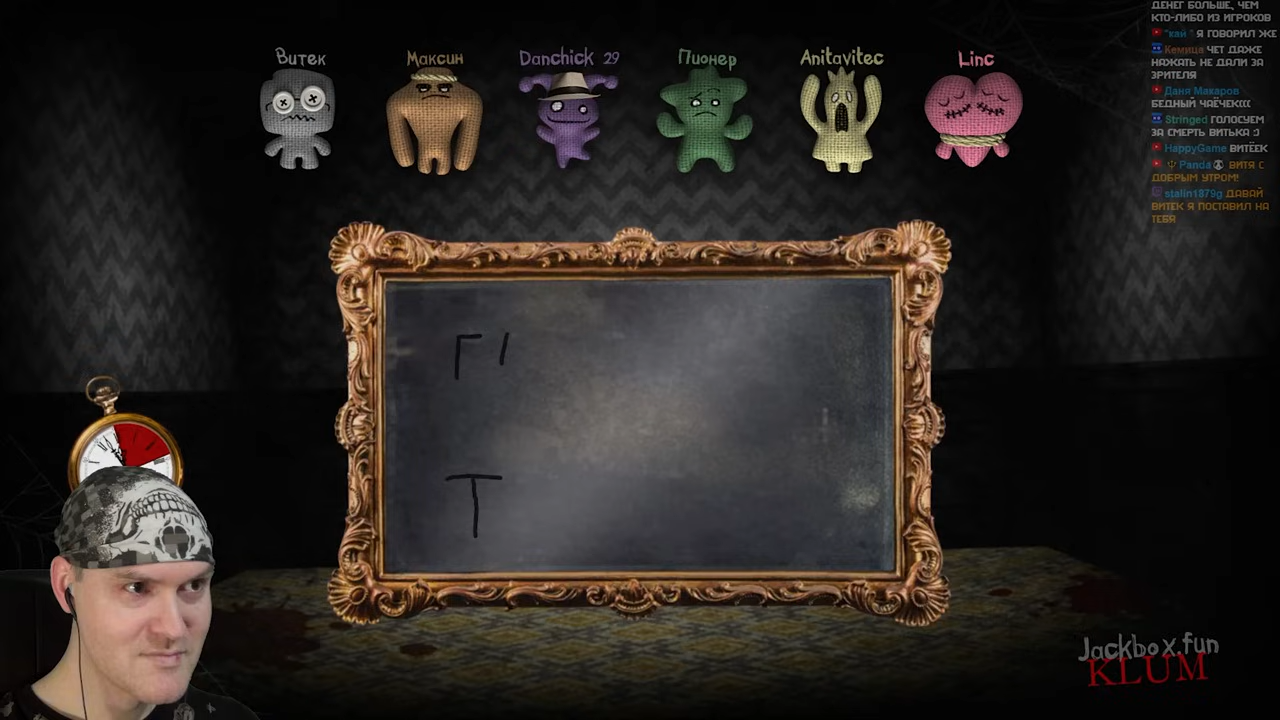 Витек Максин Danchick 29 Пионер Anitavitec Linc
ДЕНЕГ БОЛЬШЕ, ЧЕМ
КТО-ЛИБО ИЗ ИГРОКОВ
"кай" Я ГОВОРИЛ ЖЕ
Кемица ЧЕТ ДАЖЕ
НАЖАТЬ НЕ ДАЛИ ЗА
ЗРИТЕЛЯ
Даня Макаров
БЕДНЫЙ ЧАЁЧЕК(((
Stringed ГОЛОСУЕМ
ЗА СМЕРТЬ ВИТЬКА :)
HappyGame ВИТЁЕК
Panda ВИТЯ С
ДОБРЫМ УТРОМ!
stalin1879g ДАВАЙ
ВИТЕК Я ПОСТАВИЛ НА
ТЕБЯ
Г I
Т
Jackbox.fun
KLUM